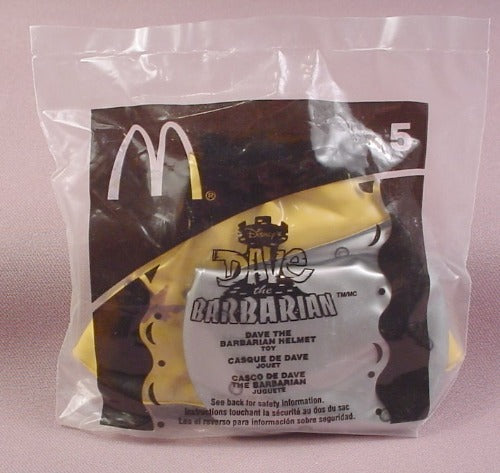 M®
5
Disney's
DAVE
the
BARBARIAN™/MC
DAVE THE
BARBARIAN HELMET
TOY
CASQUE DE DAVE
JOUET
CASCO DE DAVE
THE BARBARIAN
JUGUETE
See back for safety information.
Instructions touchant la sécurité au dos du sac
Lea el reverso para información sobre seguridad.